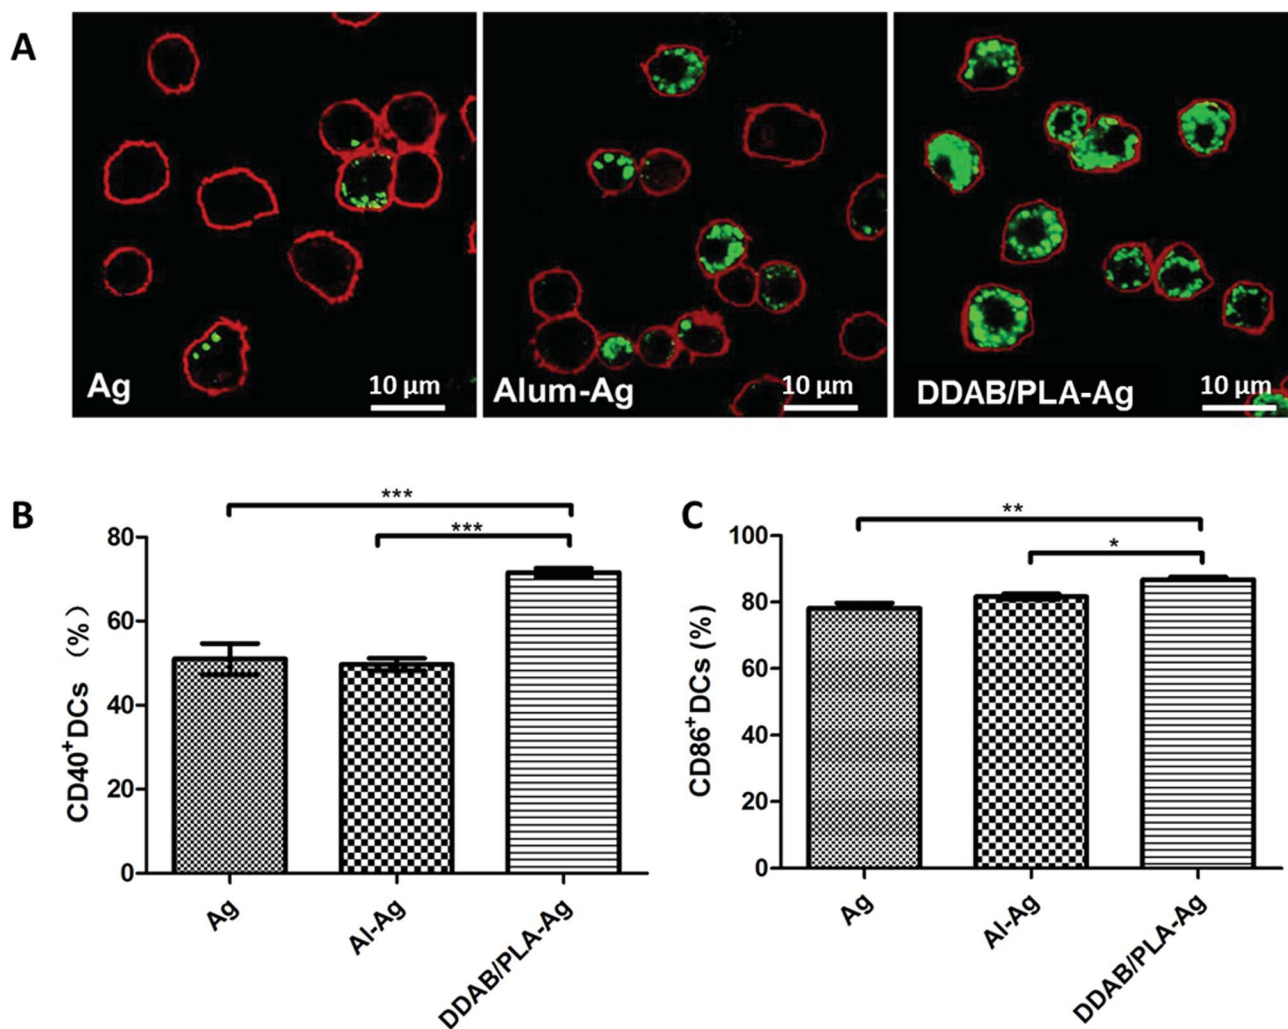 A
Ag
10 μm
Alum-Ag
10 μm
DDAB/PLA-Ag
10 μm
B
***
***
CD40+DCs (%)
80
60
40
20
0
Ag
Al-Ag
DDAB/PLA-Ag
C
**
*
CD86+DCs (%)
100
80
60
40
20
0
Ag
Al-Ag
DDAB/PLA-Ag